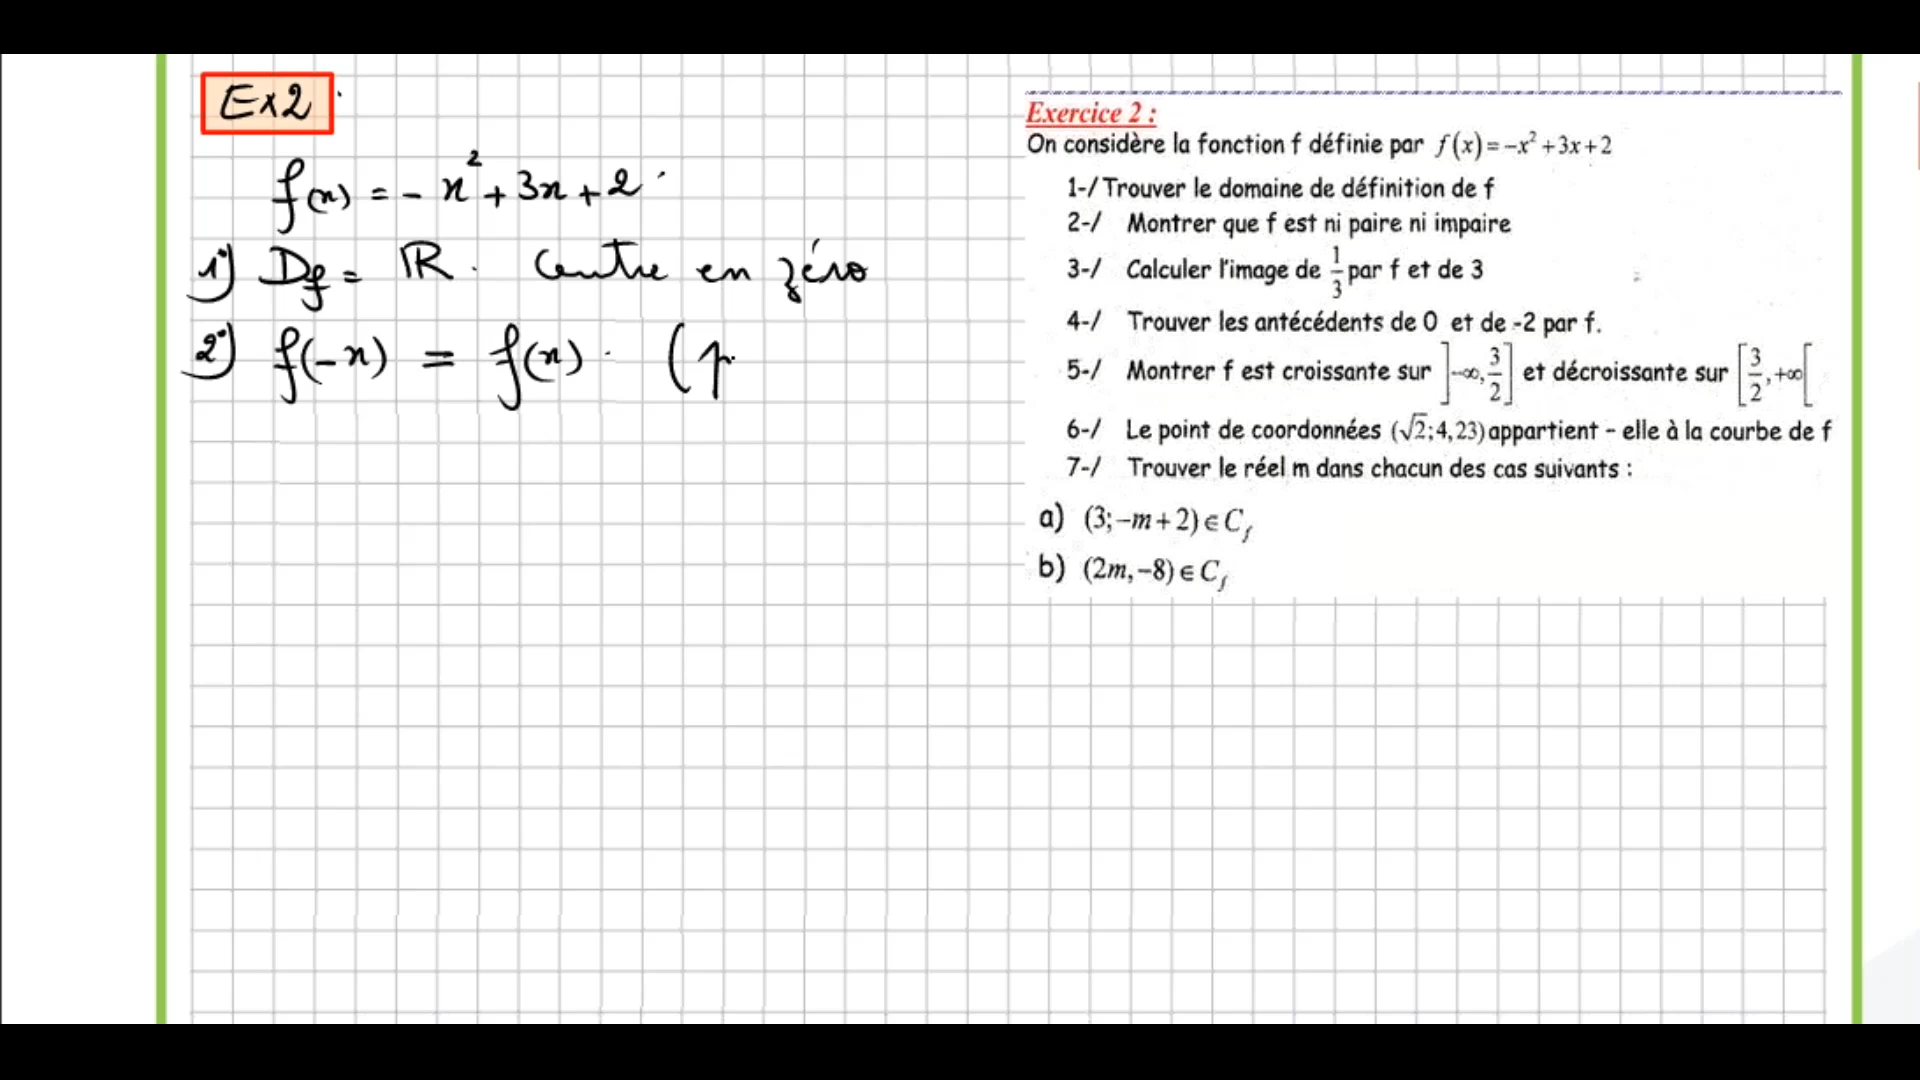 Ex2
f(x) = - x² + 3x + 2
1) Df = ℝ. Centre en zéro
2) f(-x) = f(x). (p
Exercice 2 :
On considère la fonction f définie par f(x) = -x² + 3x + 2
1-/ Trouver le domaine de définition de f
2-/ Montrer que f est ni paire ni impaire
3-/ Calculer l'image de 1/3 par f et de 3
4-/ Trouver les antécédents de 0 et de -2 par f.
5-/ Montrer f est croissante sur ]-∞, 3/2] et décroissante sur [3/2, +∞[
6-/ Le point de coordonnées (√2; 4, 23) appartient - elle à la courbe de f
7-/ Trouver le réel m dans chacun des cas suivants :
a) (3; -m + 2) ∈ Cf
b) (2m, -8) ∈ Cf